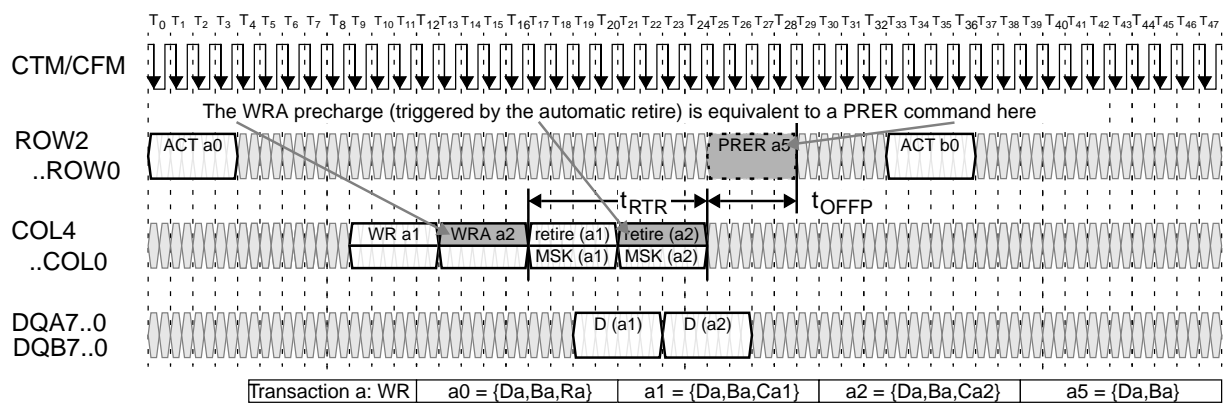 T0 T1 T2 T3 T4 T5 T6 T7 T8 T9 T10 T11 T12 T13 T14 T15 T16 T17 T18 T19 T20 T21 T22 T23 T24 T25 T26 T27 T28 T29 T30 T31 T32 T33 T34 T35 T36 T37 T38 T39 T40 T41 T42 T43 T44 T45 T46 T47
CTM/CFM
The WRA precharge (triggered by the automatic retire) is equivalent to a PRER command here
ROW2 ACT a0 PRER a5 ACT b0
..ROW0
tRTR tOFFP
COL4 WR a1 WRA a2 retire (a1) retire (a2)
..COL0 MSK (a1) MSK (a2)
DQA7..0 D (a1) D (a2)
DQB7..0
Transaction a: WR a0 = {Da,Ba,Ra} a1 = {Da,Ba,Ca1} a2 = {Da,Ba,Ca2} a5 = {Da,Ba}